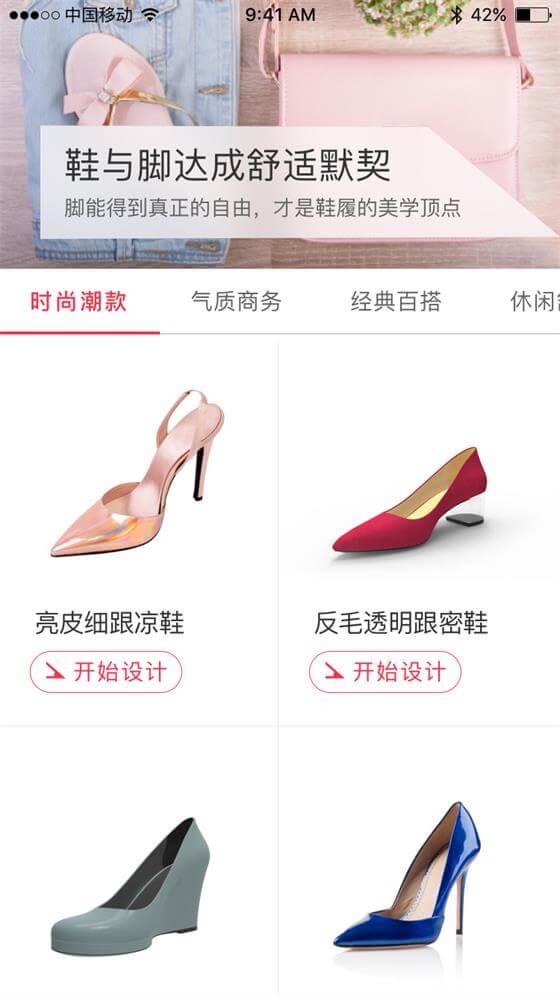 中国移动 9:41 AM 42%
鞋与脚达成舒适默契
脚能得到真正的自由，才是鞋履的美学顶点
时尚潮款 气质商务 经典百搭 休闲
亮皮细跟凉鞋 反毛透明跟密鞋
开始设计 开始设计